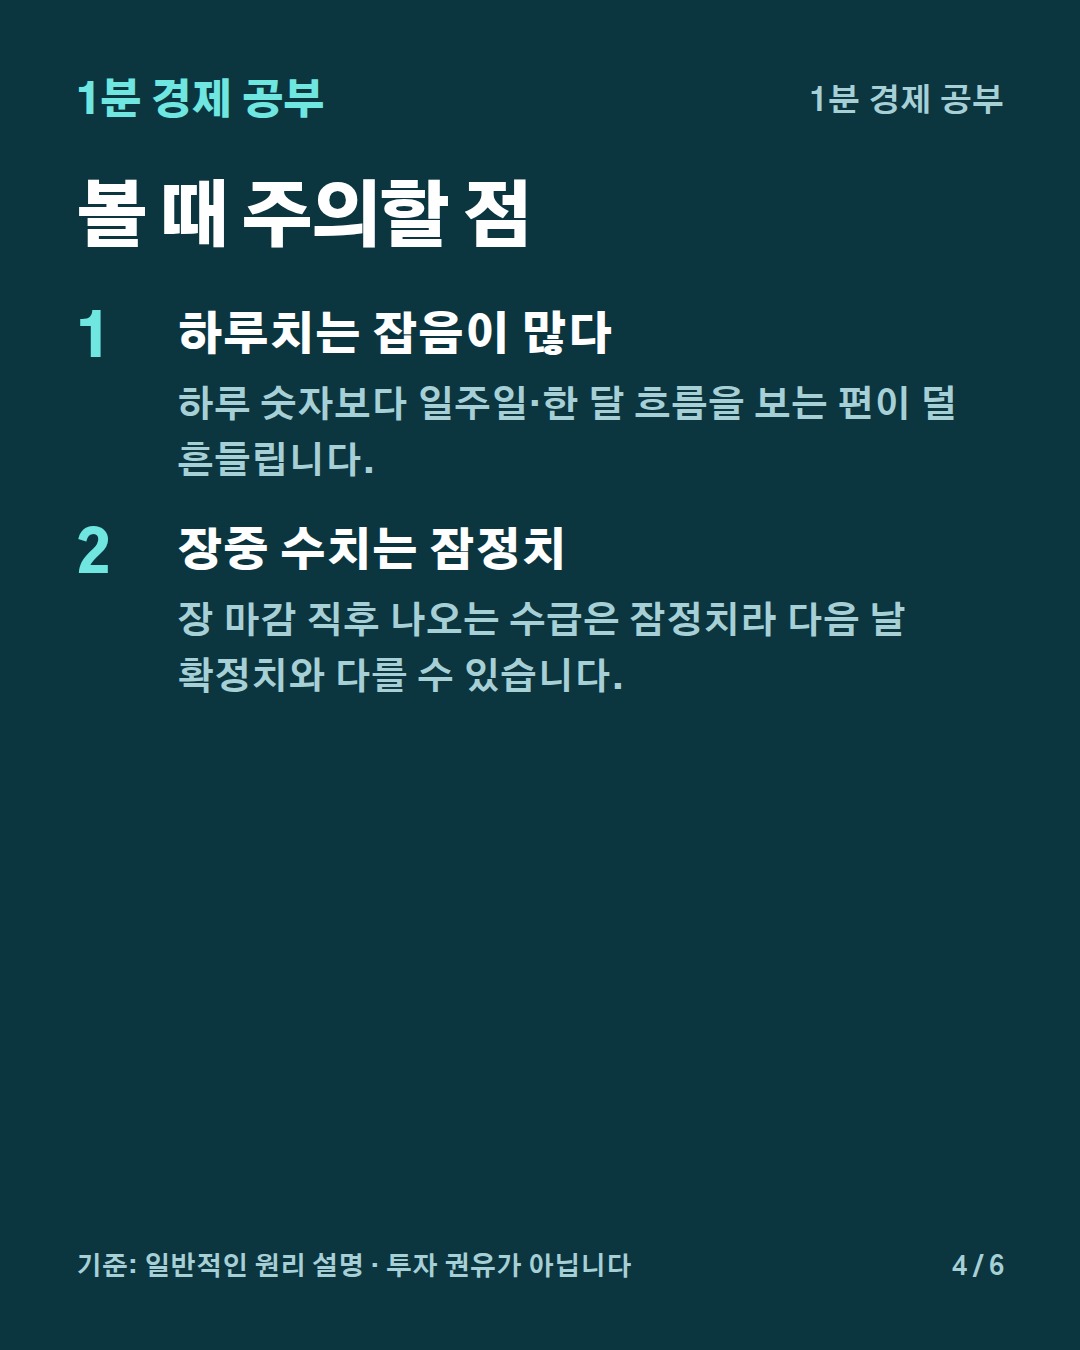 1분 경제 공부
1분 경제 공부
볼 때 주의할 점
1
하루치는 잡음이 많다
하루 숫자보다 일주일·한 달 흐름을 보는 편이 덜
흔들립니다.
2
장중 수치는 잠정치
장 마감 직후 나오는 수급은 잠정치라 다음 날
확정치와 다를 수 있습니다.
기준: 일반적인 원리 설명 · 투자 권유가 아닙니다
4 / 6